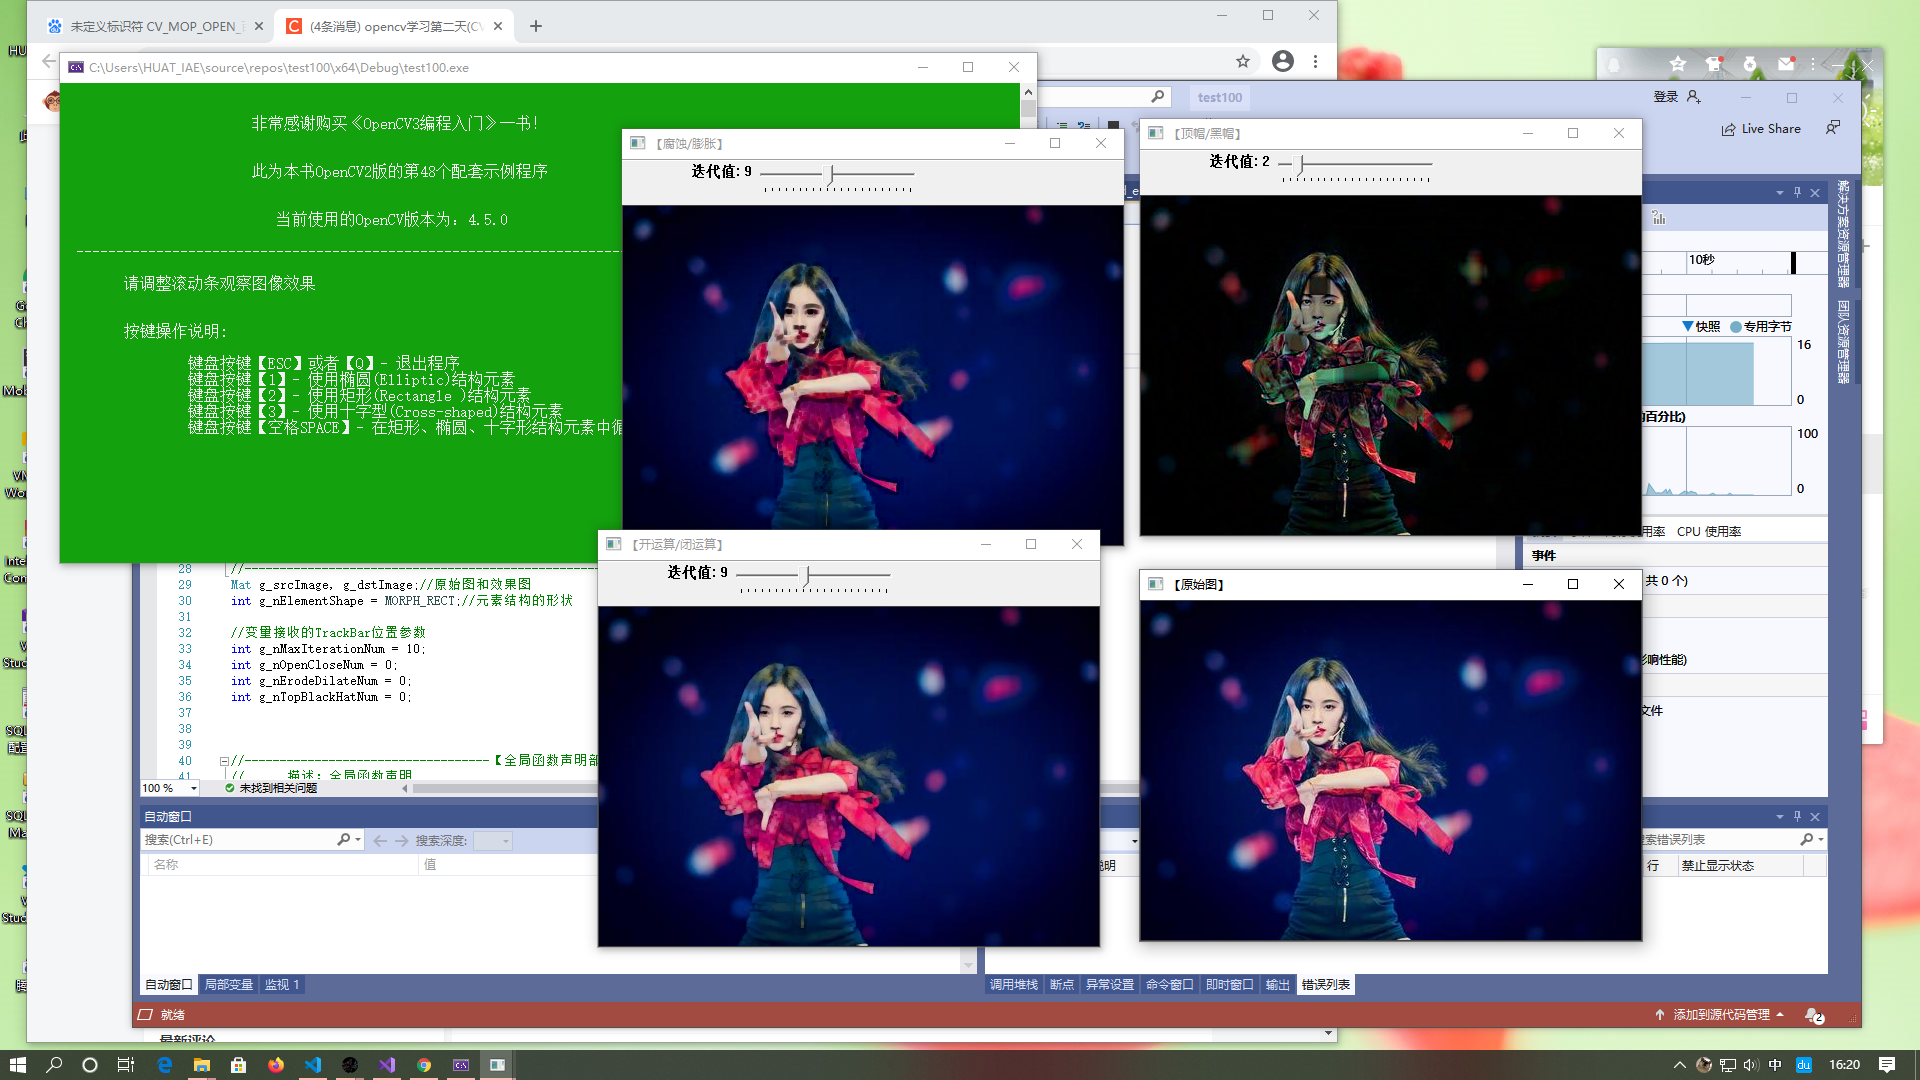 未定义标识符 CV_MOP_OPEN_
(4条消息) opencv学习第二天(CV
C:\Users\HUAT_IAE\source\repos\test100\x64\Debug\test100.exe
非常感谢购买《OpenCV3编程入门》一书!
此为本书OpenCV2版的第48个配套示例程序
当前使用的OpenCV版本为: 4.5.0
请调整滚动条观察图像效果
按键操作说明:
键盘按键【ESC】或者【Q】- 退出程序
键盘按键【1】- 使用椭圆(Elliptic)结构元素
键盘按键【2】- 使用矩形(Rectangle )结构元素
键盘按键【3】- 使用十字型(Cross-shaped)结构元素
键盘按键【空格SPACE】- 在矩形、椭圆、十字形结构元素中循
【腐蚀/膨胀】
迭代值: 9
【顶帽/黑帽】
迭代值: 2
【开运算/闭运算】
迭代值: 9
【原始图】
test100
登录
Live Share
解决方案资源管理器
团队资源管理器
10秒
快照 专用字节
16
0
百分比)
100
0
用率 CPU 使用率
事件
共 0 个)
影响性能)
文件
28 //
29 Mat g_srcImage, g_dstImage;//原始图和效果图
30 int g_nElementShape = MORPH_RECT;//元素结构的形状
31
32 //变量接收的TrackBar位置参数
33 int g_nMaxIterationNum = 10;
34 int g_nOpenCloseNum = 0;
35 int g_nErodeDilateNum = 0;
36 int g_nTopBlackHatNum = 0;
37
38
39
40 //-----------------------------------【全局函数声明部
41 // 描述: 全局函数声明
100 %
未找到相关问题
自动窗口
搜索(Ctrl+E)
搜索深度:
名称
值
说明
搜索错误列表
行
禁止显示状态
自动窗口 局部变量 监视 1
调用堆栈 断点 异常设置 命令窗口 即时窗口 输出 错误列表
就绪
添加到源代码管理
2
最新评论
中
du
16:20